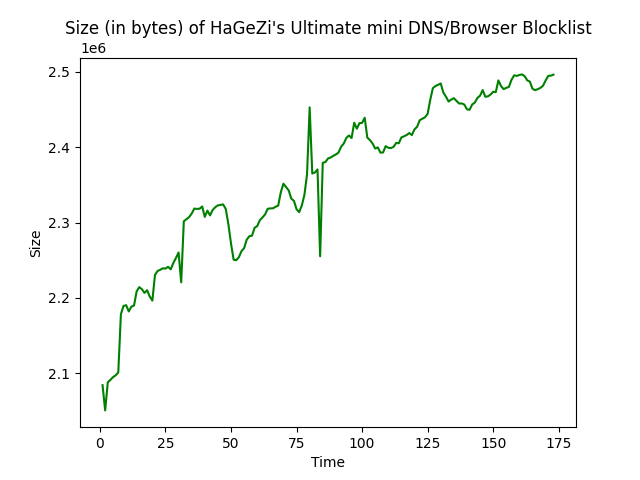 Size (in bytes) of HaGeZi's Ultimate mini DNS/Browser Blocklist
1e6
2.5
2.4
2.3
2.2
2.1
Size
0 25 50 75 100 125 150 175
Time